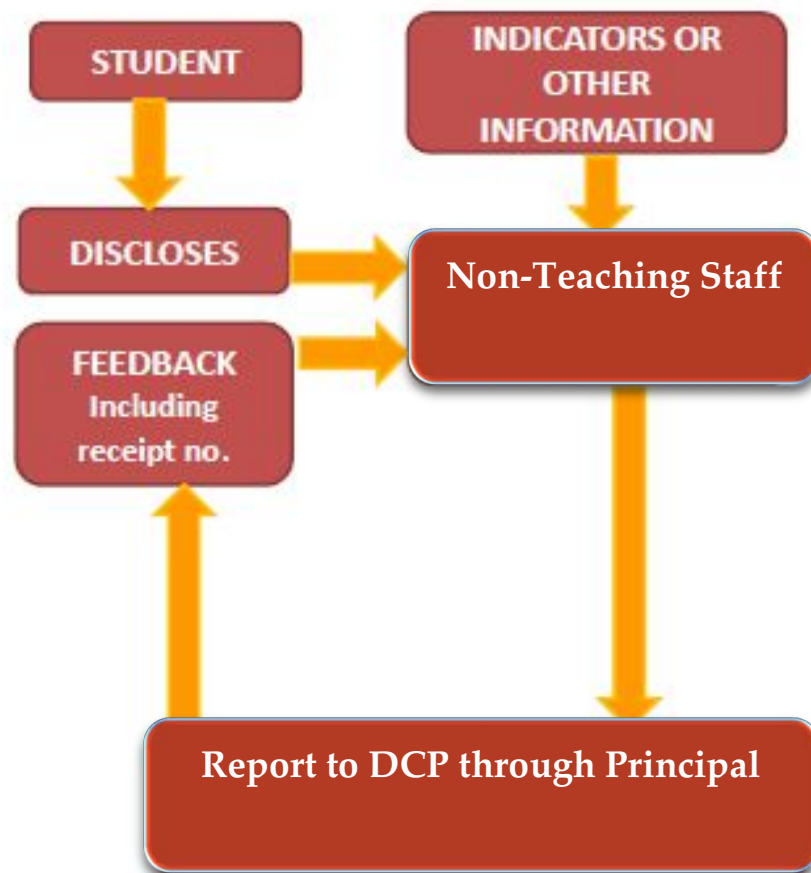 STUDENT
INDICATORS OR
OTHER
INFORMATION
DISCLOSES
Non-Teaching Staff
FEEDBACK
Including
receipt no.
Report to DCP through Principal